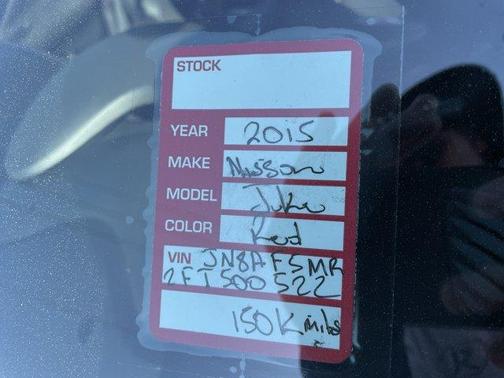 STOCK
YEAR 2015
MAKE Nissan
MODEL Juke
COLOR Red
VIN JN8AF5MR
2FT500522
150K miles